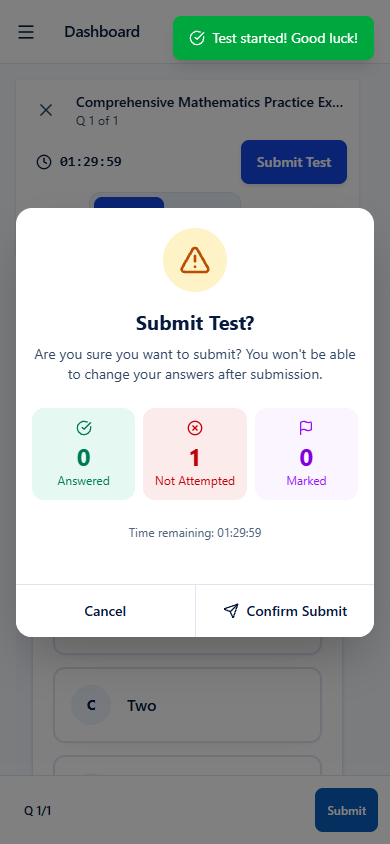 Dashboard
Test started! Good luck!
Comprehensive Mathematics Practice Ex...
Q 1 of 1
01:29:59
Submit Test
Submit Test?
Are you sure you want to submit? You won't be able
to change your answers after submission.
0
Answered
1
Not Attempted
0
Marked
Time remaining: 01:29:59
Cancel
Confirm Submit
C
Two
Q 1/1
Submit